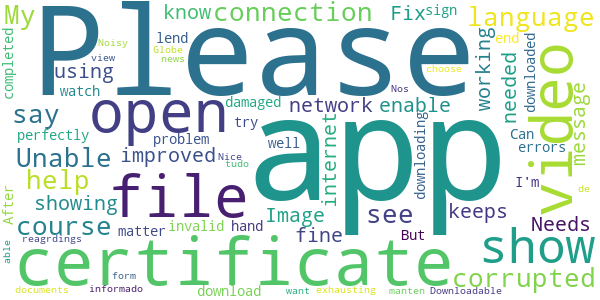 My
know
connection
Fix
sign
language
Please
Noisy
lend
Globe
end
choose
completed
using
view
news
watch
working
downloaded
video
open
damaged
network
enable
needed
say
try
Nos
message
perfectly
problem
app
internet
downloading
Can
errors
Unable
improved
Nice
well
help
file
tudo
I'm
showing
Image
see
keeps
de
After
course
invalid
hand
fine
Needs
matter
But
show
able
reagrdings
certificate
corrupted
form
documents
informado
download
want
exhausting
manten
Downloadable